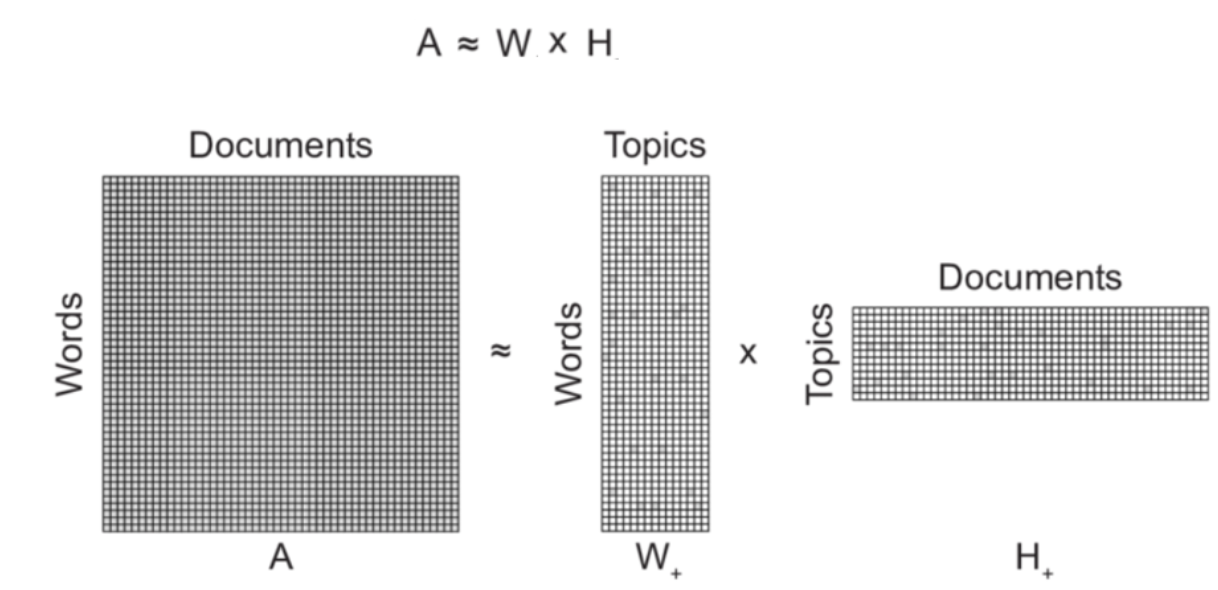 A ≈ W x H
Documents
Words
A
≈
Topics
Words
W₊
x
Documents
Topics
H₊